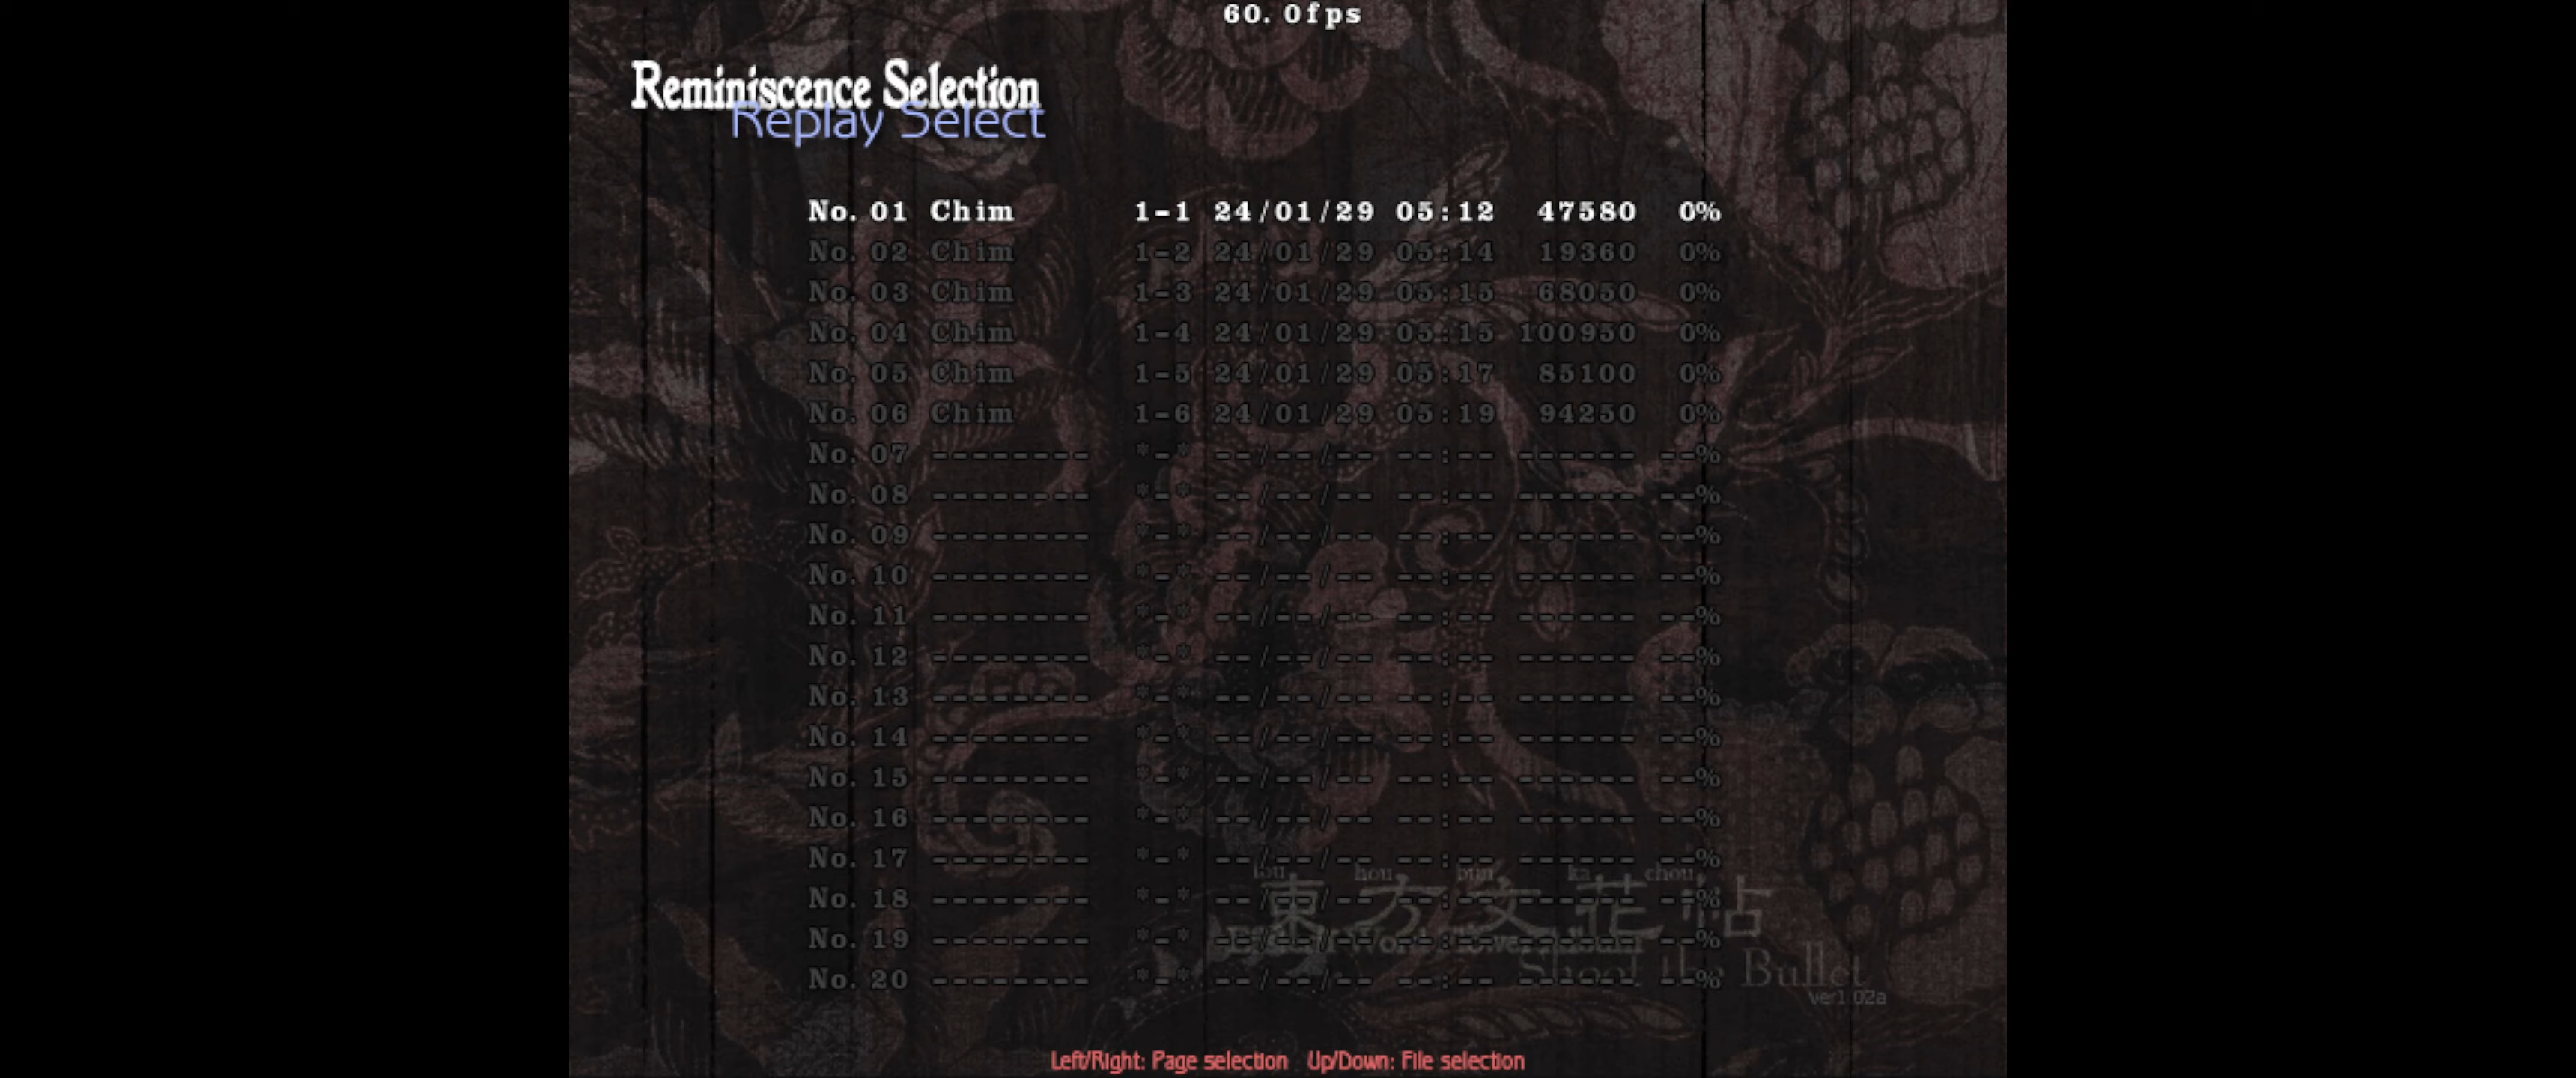 60.0fps
Reminiscence Selection
Replay Select
No. 01 Chim 1-1 24/01/29 05:12 47580 0%
No. 02 Chim 1-2 24/01/29 05:14 19360 0%
No. 03 Chim 1-3 24/01/29 05:15 68050 0%
No. 04 Chim 1-4 24/01/29 05:15 100950 0%
No. 05 Chim 1-5 24/01/29 05:17 85100 0%
No. 06 Chim 1-6 24/01/29 05:19 94250 0%
No. 07 -------- *-* --/--/-- --:-- ------ --%
No. 08 -------- *-* --/--/-- --:-- ------ --%
No. 09 -------- *-* --/--/-- --:-- ------ --%
No. 10 -------- *-* --/--/-- --:-- ------ --%
No. 11 -------- *-* --/--/-- --:-- ------ --%
No. 12 -------- *-* --/--/-- --:-- ------ --%
No. 13 -------- *-* --/--/-- --:-- ------ --%
No. 14 -------- *-* --/--/-- --:-- ------ --%
No. 15 -------- *-* --/--/-- --:-- ------ --%
No. 16 -------- *-* --/--/-- --:-- ------ --%
No. 17 -------- *-* --/--/-- --:-- ------ --%
No. 18 -------- *-* --/--/-- --:-- ------ --%
No. 19 -------- *-* --/--/-- --:-- ------ --%
No. 20 -------- *-* --/--/-- --:-- ------ --%
tou hou bun ka chou
東方文花帖
Shoot the Bullet
ver1.02a
Left/Right: Page selection Up/Down: File selection